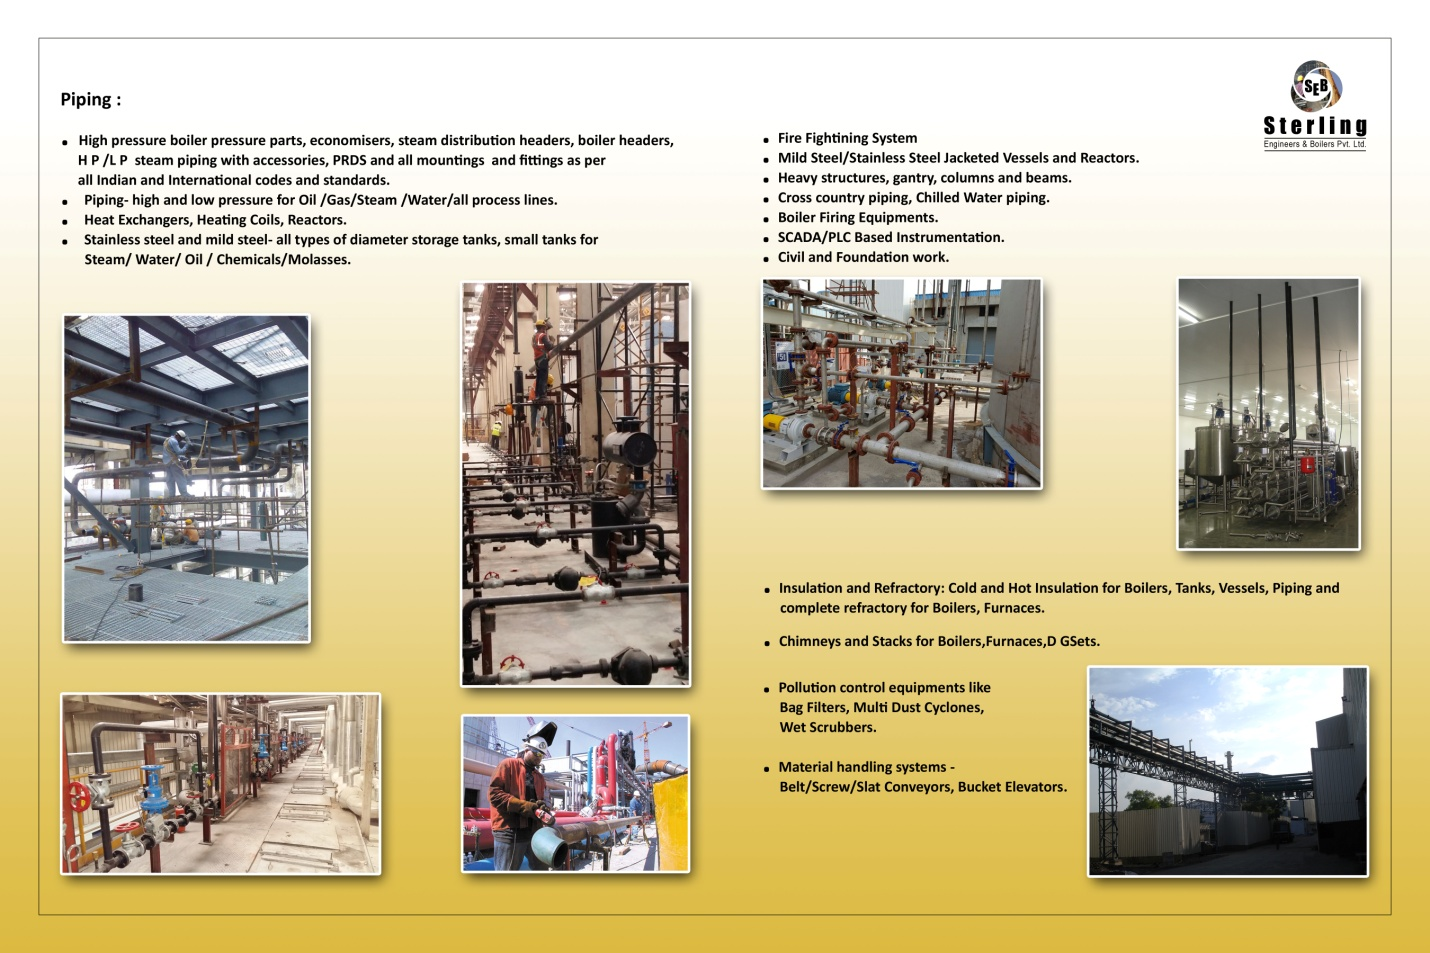 Piping :
• High pressure boiler pressure parts, economisers, steam distribution headers, boiler headers,
H P /L P  steam piping with accessories, PRDS and all mountings  and fittings as per
all Indian and International codes and standards.
• Piping- high and low pressure for Oil /Gas/Steam /Water/all process lines.
• Heat Exchangers, Heating Coils, Reactors.
• Stainless steel and mild steel- all types of diameter storage tanks, small tanks for
Steam/ Water/ Oil / Chemicals/Molasses.
SEB
Sterling
Engineers & Boilers Pvt. Ltd.
• Fire Fightining System
• Mild Steel/Stainless Steel Jacketed Vessels and Reactors.
• Heavy structures, gantry, columns and beams.
• Cross country piping, Chilled Water piping.
• Boiler Firing Equipments.
• SCADA/PLC Based Instrumentation.
• Civil and Foundation work.
• Insulation and Refractory: Cold and Hot Insulation for Boilers, Tanks, Vessels, Piping and
complete refractory for Boilers, Furnaces.
• Chimneys and Stacks for Boilers,Furnaces,D GSets.
• Pollution control equipments like
Bag Filters, Multi Dust Cyclones,
Wet Scrubbers.
• Material handling systems -
Belt/Screw/Slat Conveyors, Bucket Elevators.